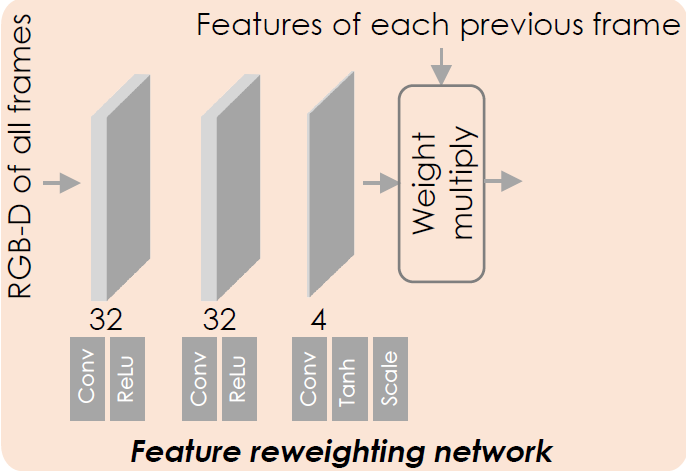 Features of each previous frame
RGB-D of all frames
Weight
multiply
32
32
4
Conv
ReLu
Conv
ReLu
Conv
Tanh
Scale
Feature reweighting network